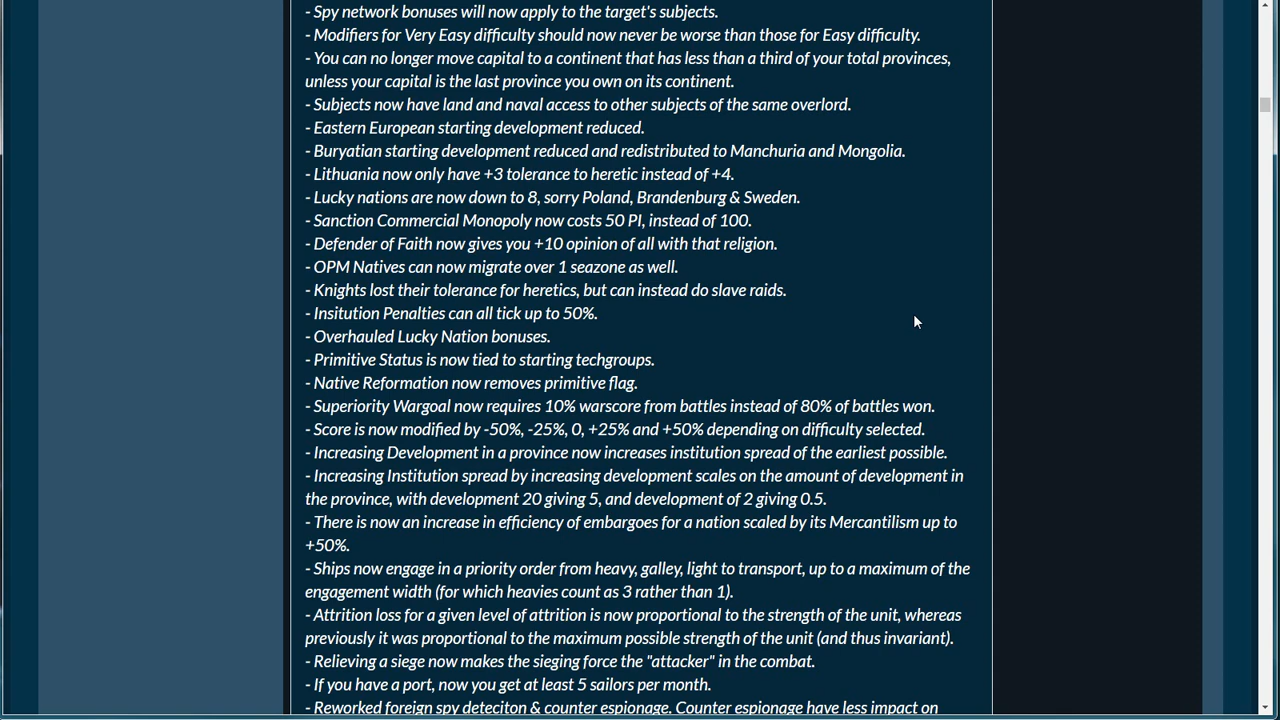 - Spy network bonuses will now apply to the target's subjects.
- Modifiers for Very Easy difficulty should now never be worse than those for Easy difficulty.
- You can no longer move capital to a continent that has less than a third of your total provinces,
unless your capital is the last province you own on its continent.
- Subjects now have land and naval access to other subjects of the same overlord.
- Eastern European starting development reduced.
- Buryatian starting development reduced and redistributed to Manchuria and Mongolia.
- Lithuania now only have +3 tolerance to heretic instead of +4.
- Lucky nations are now down to 8, sorry Poland, Brandenburg & Sweden.
- Sanction Commercial Monopoly now costs 50 PI, instead of 100.
- Defender of Faith now gives you +10 opinion of all with that religion.
- OPM Natives can now migrate over 1 seazone as well.
- Knights lost their tolerance for heretics, but can instead do slave raids.
- Insitution Penalties can all tick up to 50%.
- Overhauled Lucky Nation bonuses.
- Primitive Status is now tied to starting techgroups.
- Native Reformation now removes primitive flag.
- Superiority Wargoal now requires 10% warscore from battles instead of 80% of battles won.
- Score is now modified by -50%, -25%, 0, +25% and +50% depending on difficulty selected.
- Increasing Development in a province now increases institution spread of the earliest possible.
- Increasing Institution spread by increasing development scales on the amount of development in
the province, with development 20 giving 5, and development of 2 giving 0.5.
- There is now an increase in efficiency of embargoes for a nation scaled by its Mercantilism up to
+50%.
- Ships now engage in a priority order from heavy, galley, light to transport, up to a maximum of the
engagement width (for which heavies count as 3 rather than 1).
- Attrition loss for a given level of attrition is now proportional to the strength of the unit, whereas
previously it was proportional to the maximum possible strength of the unit (and thus invariant).
- Relieving a siege now makes the sieging force the "attacker" in the combat.
- If you have a port, now you get at least 5 sailors per month.
- Reworked foreign spy deteciton & counter espionage. Counter espionage have less impact on